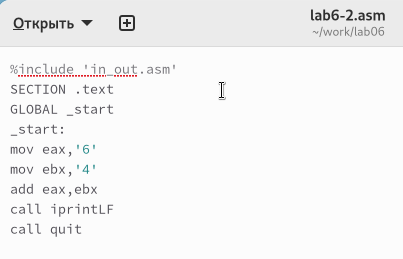 Открыть
lab6-2.asm
~/work/lab06
%include 'in_out.asm'
SECTION .text
GLOBAL _start
_start:
mov eax,'6'
mov ebx,'4'
add eax,ebx
call iprintLF
call quit